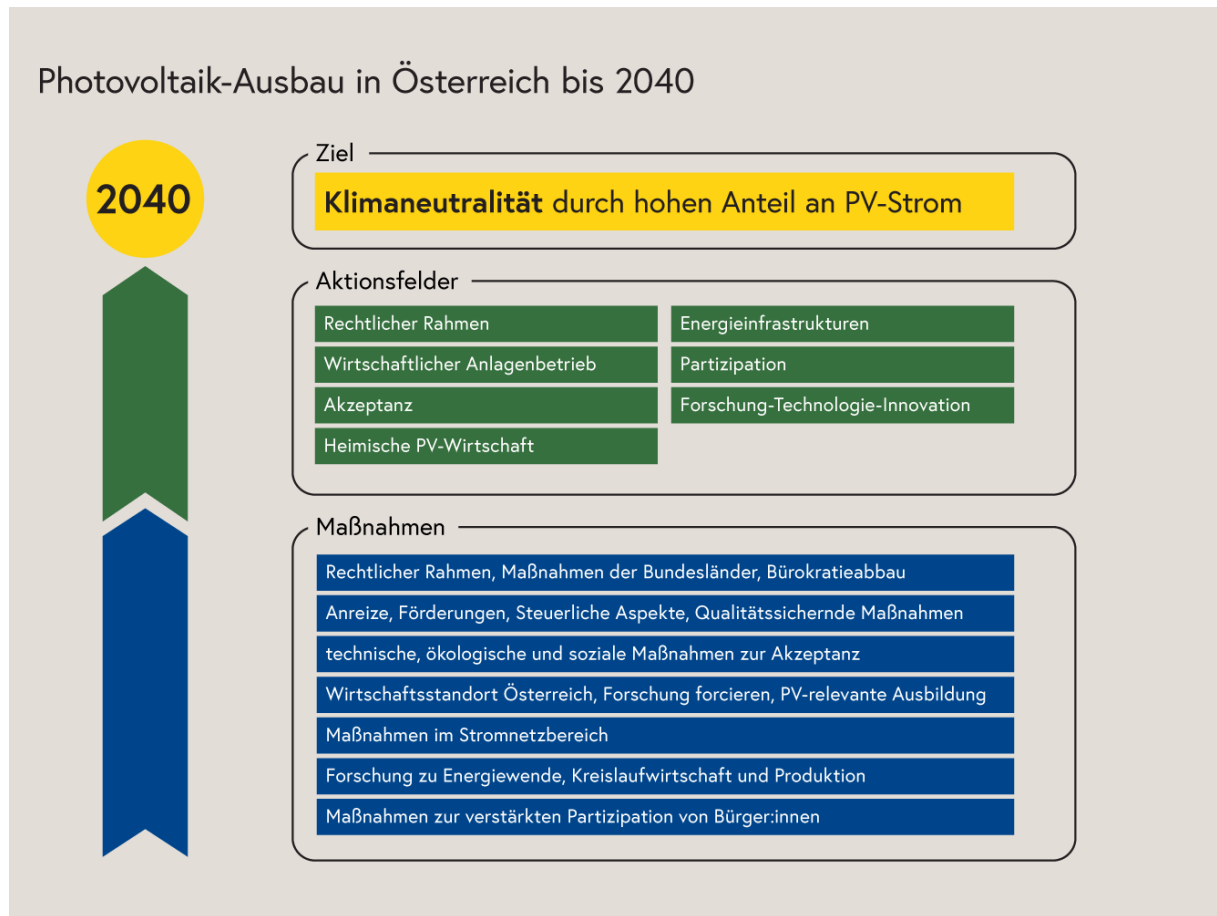 Photovoltaik-Ausbau in Österreich bis 2040
2040
Ziel
Klimaneutralität durch hohen Anteil an PV-Strom
Aktionsfelder
Rechtlicher Rahmen
Wirtschaftlicher Anlagenbetrieb
Akzeptanz
Heimische PV-Wirtschaft
Energieinfrastrukturen
Partizipation
Forschung-Technologie-Innovation
Maßnahmen
Rechtlicher Rahmen, Maßnahmen der Bundesländer, Bürokratieabbau
Anreize, Förderungen, Steuerliche Aspekte, Qualitätssichernde Maßnahmen
technische, ökologische und soziale Maßnahmen zur Akzeptanz
Wirtschaftsstandort Österreich, Forschung forcieren, PV-relevante Ausbildung
Maßnahmen im Stromnetzbereich
Forschung zu Energiewende, Kreislaufwirtschaft und Produktion
Maßnahmen zur verstärkten Partizipation von Bürger:innen